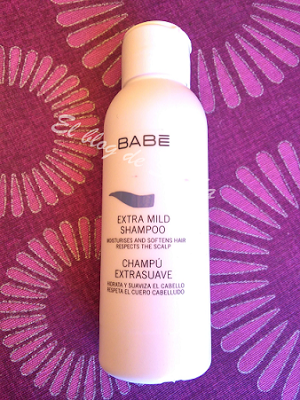 El blog de
BABÉ
EXTRA MILD
SHAMPOO
MOISTURISES AND SOFTENS HAIR
RESPECTS THE SCALP
CHAMPÚ
EXTRASUAVE
HIDRATA Y SUAVIZA EL CABELLO
RESPETA EL CUERO CABELLUDO